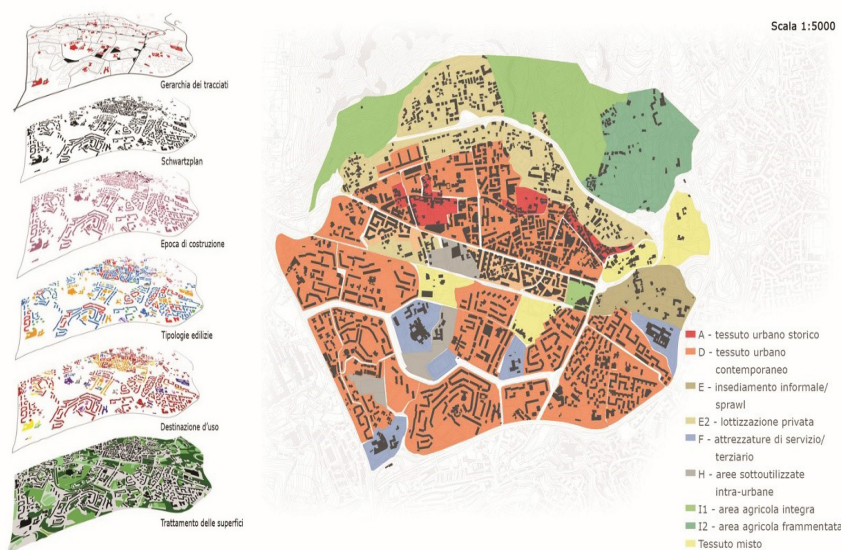 Scala 1:5000
Gerarchia dei tracciati
Schwartzplan
Epoca di costruzione
Tipologie edilizie
Destinazione d'uso
Trattamento delle superfici
A - tessuto urbano storico
D - tessuto urbano
contemporaneo
E - insediamento informale/
sprawl
E2 - lottizzazione privata
F - attrezzature di servizio/
terziario
H - aree sottoutilizzate
intra-urbane
I1 - area agricola integra
I2 - area agricola frammentata
Tessuto misto